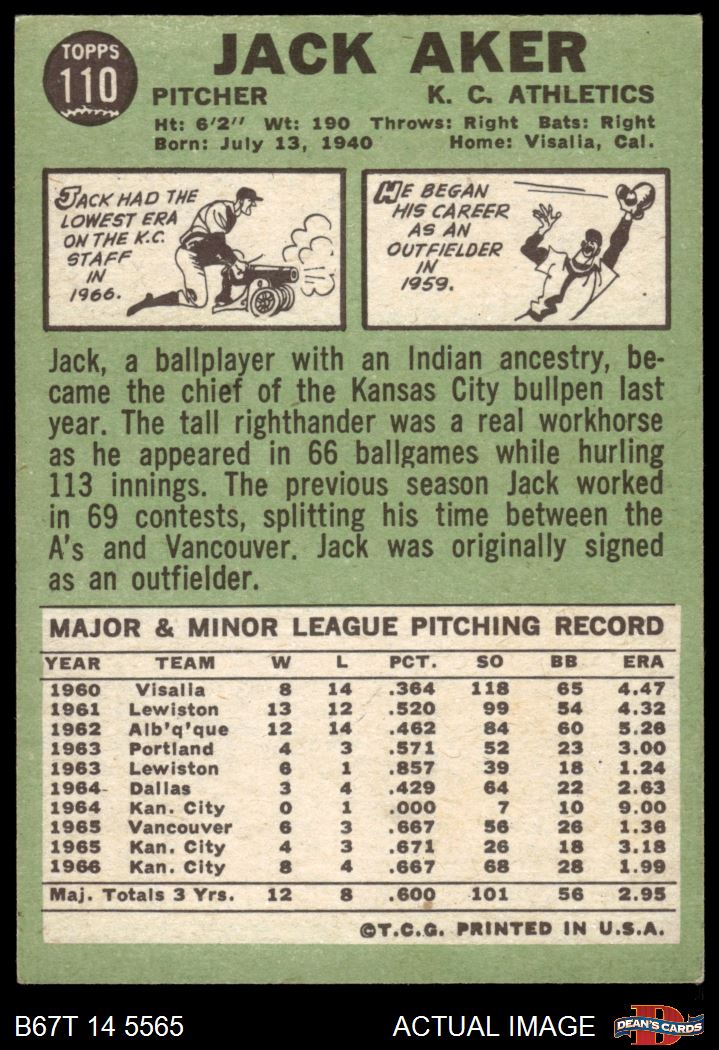 TOPPS
110
JACK AKER
PITCHER K. C. ATHLETICS
Ht: 6'2" Wt: 190 Throws: Right Bats: Right
Born: July 13, 1940 Home: Visalia, Cal.
JACK HAD THE
LOWEST ERA
ON THE K.C.
STAFF
IN
1966.
HE BEGAN
HIS CAREER
AS AN
OUTFIELDER
IN
1959.
Jack, a ballplayer with an Indian ancestry, be-
came the chief of the Kansas City bullpen last
year. The tall righthander was a real workhorse
as he appeared in 66 ballgames while hurling
113 innings. The previous season Jack worked
in 69 contests, splitting his time between the
A's and Vancouver. Jack was originally signed
as an outfielder.
MAJOR & MINOR LEAGUE PITCHING RECORD
YEAR TEAM W L PCT. SO BB ERA
1960 Visalia 8 14 .364 118 65 4.47
1961 Lewiston 13 12 .520 99 54 4.32
1962 Alb'q'que 12 14 .462 84 60 5.26
1963 Portland 4 3 .571 52 23 3.00
1963 Lewiston 6 1 .857 39 18 1.24
1964 Dallas 3 4 .429 64 22 2.63
1964 Kan. City 0 1 .000 7 10 9.00
1965 Vancouver 6 3 .667 56 26 1.36
1965 Kan. City 4 3 .671 26 18 3.18
1966 Kan. City 8 4 .667 68 28 1.99
Maj. Totals 3 Yrs. 12 8 .600 101 56 2.95
©T.C.G. PRINTED IN U.S.A.
B67T 14 5565 ACTUAL IMAGE D DEAN'S CARDS